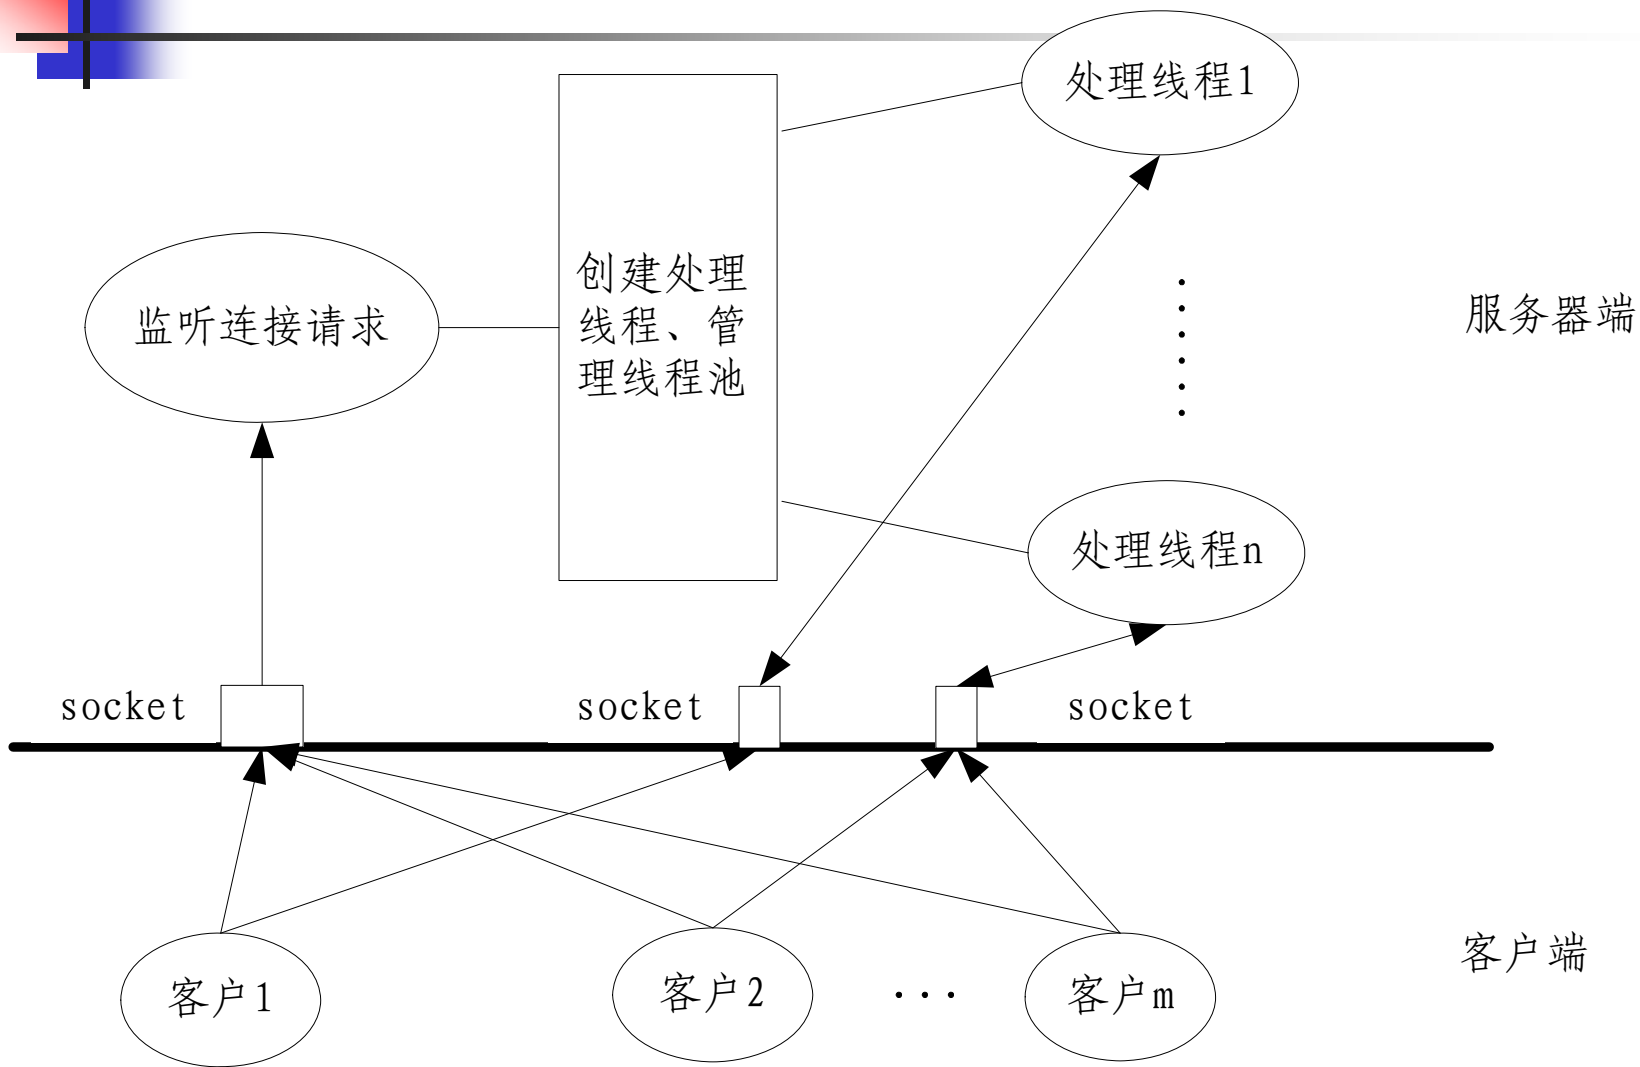 处理线程1
创建处理
线程、管
理线程池
监听连接请求
服务器端
处理线程n
socket
socket
socket
客户端
客户1
客户2
...
客户m